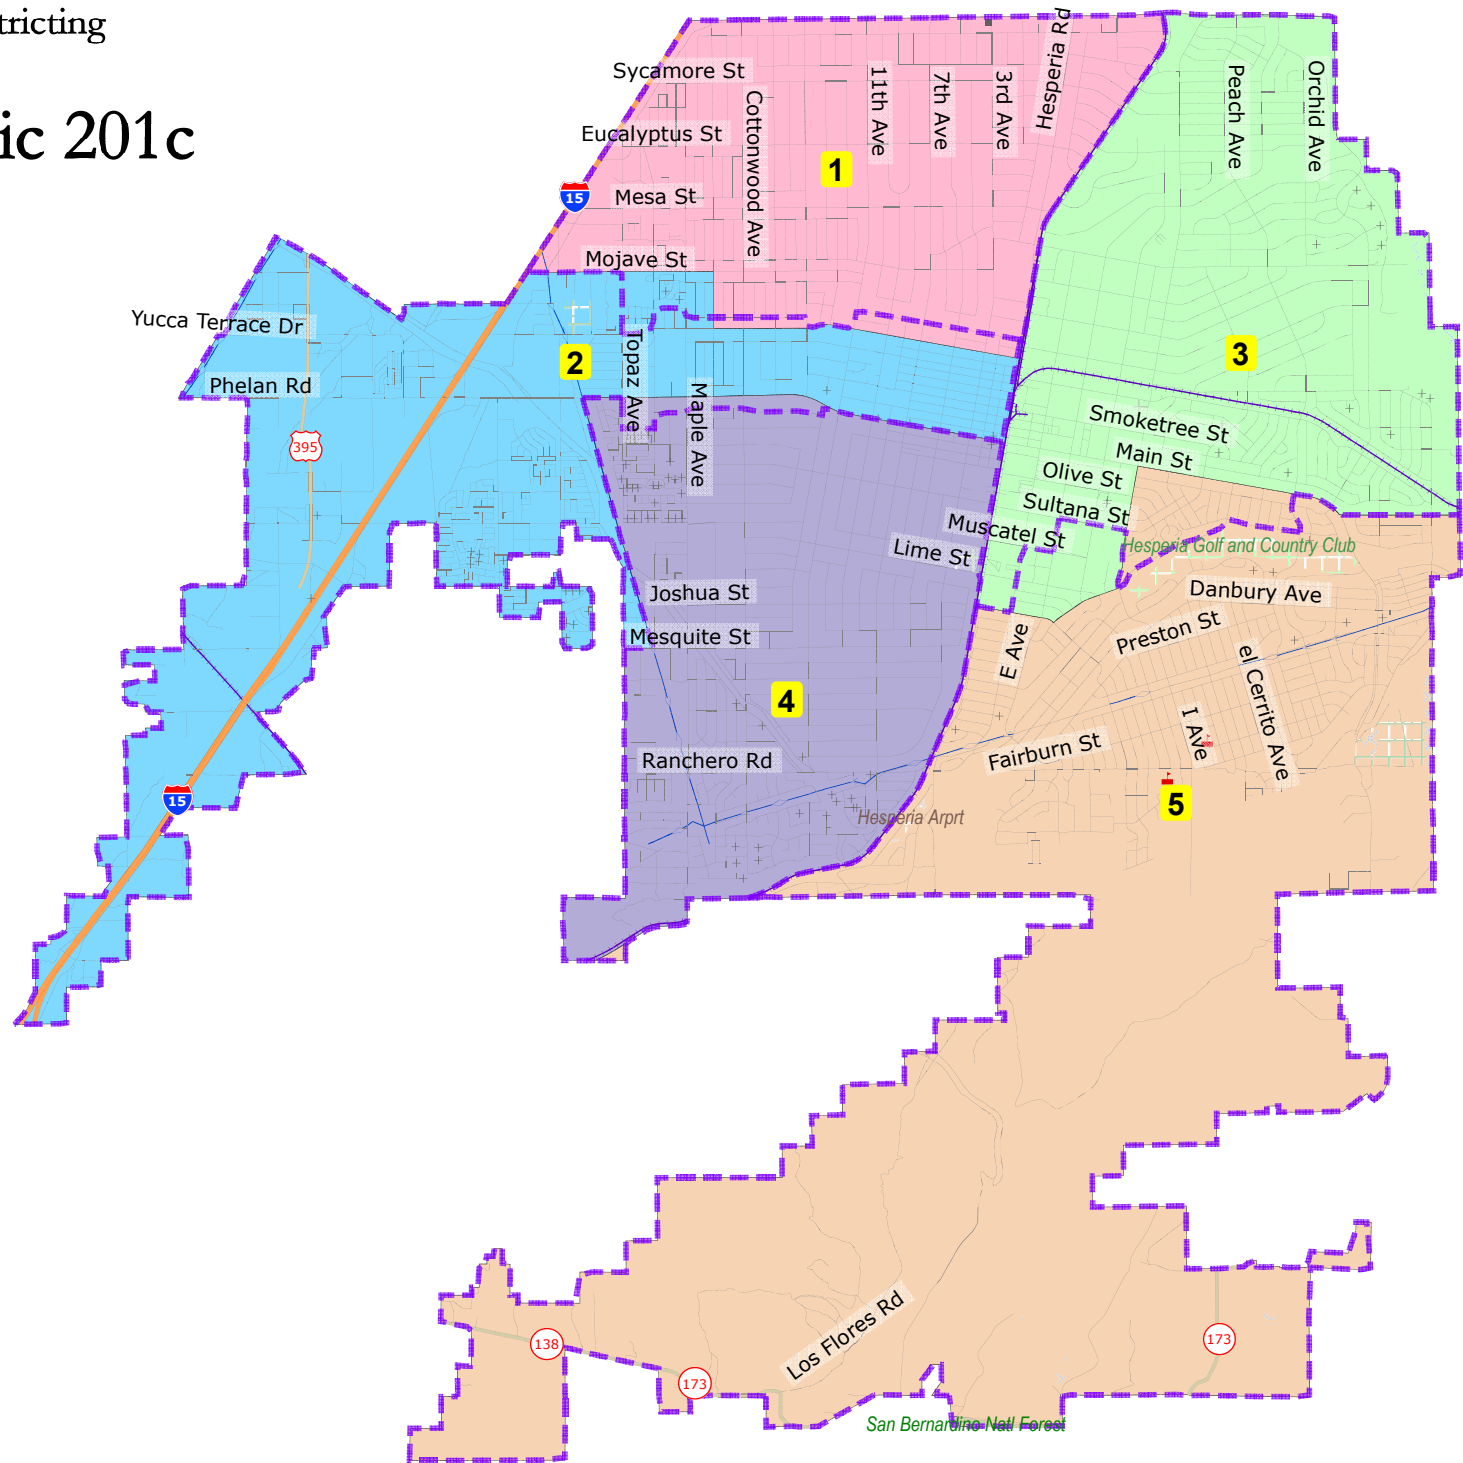 tricting
ic 201c
Sycamore St
Eucalyptus St
Mesa St
Mojave St
Cottonwood Ave
11th Ave
7th Ave
3rd Ave
Hesperia Rd
Peach Ave
Orchid Ave
1
15
Yucca Terrace Dr
Phelan Rd
395
2
Topaz Ave
Maple Ave
3
Smoketree St
Main St
Olive St
Sultana St
Muscatel St
Lime St
Hesperia Golf and Country Club
Danbury Ave
Joshua St
Mesquite St
Preston St
E Ave
el Cerrito Ave
I Ave
4
Ranchero Rd
Fairburn St
15
5
Hesperia Arprt
Los Flores Rd
138
173
173
San Bernardino Natl Forest